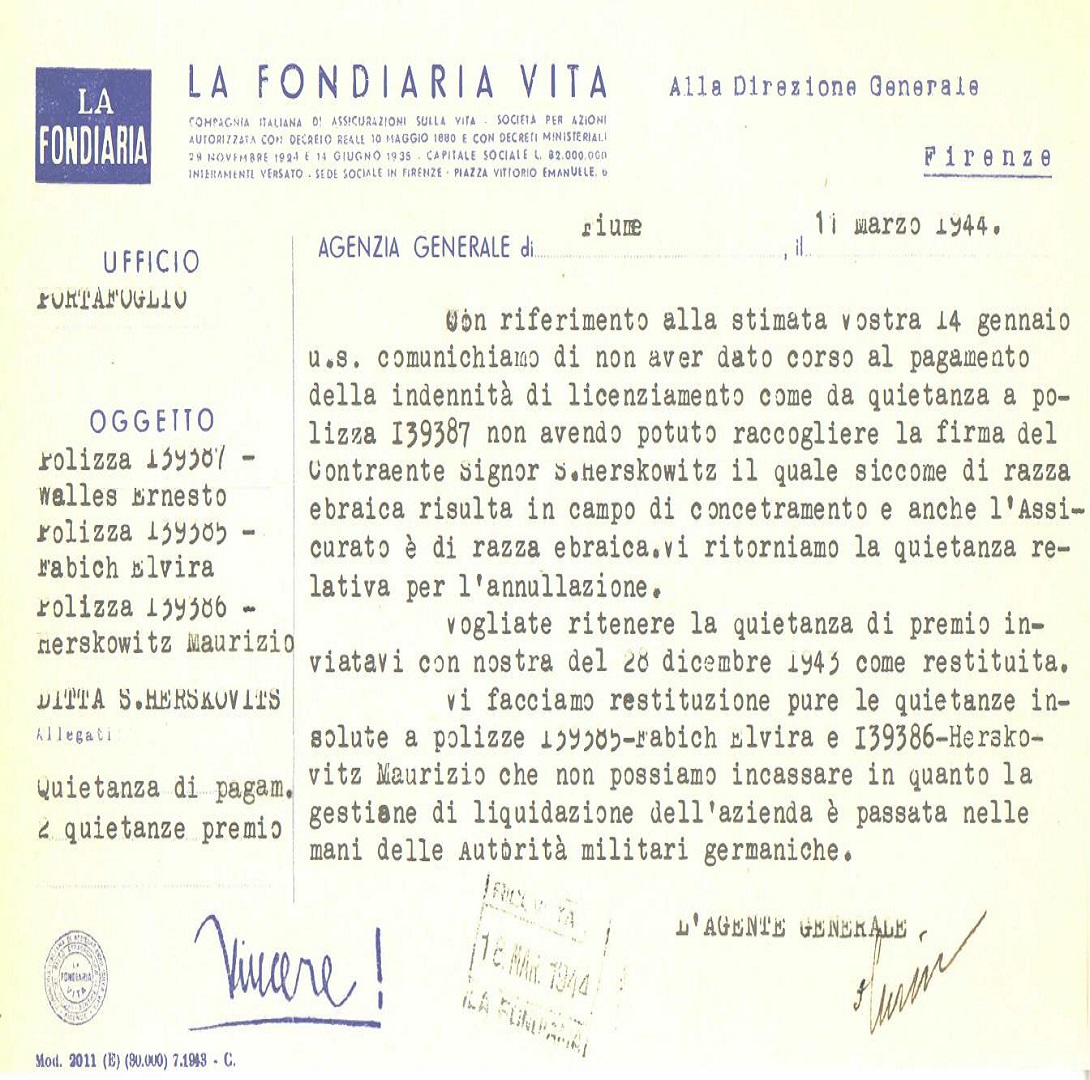 LA
FONDIARIA
LA FONDIARIA VITA
COMPAGNIA ITALIANA DI ASSICURAZIONI SULLA VITA - SOCIETÀ PER AZIONI
AUTORIZZATA CON DECRETO REALE 10 MAGGIO 1880 E CON DECRETI MINISTERIALI
29 NOVEMBRE 1924 E 14 GIUGNO 1935 - CAPITALE SOCIALE L. 82.000.000
INTERAMENTE VERSATO - SEDE SOCIALE IN FIRENZE - PIAZZA VITTORIO EMANUELE, 6
Alla Direzione Generale
Firenze
AGENZIA GENERALE di Fiume, il 11 marzo 1944.
UFFICIO
PORTAFOGLIO
OGGETTO
Polizza 139387 -
Walles Ernesto
Polizza 139385 -
Fabich Elvira
Polizza 139386 -
Herskowitz Maurizio
DITTA S.HERSKOVITS
Allegati
Quietanza di pagam.
2 quietanze premio
Con riferimento alla stimata Vostra 14 gennaio
u.s. comunichiamo di non aver dato corso al pagamento
della indennità di licenziamento come da quietanza a po-
lizza I39387 non avendo potuto raccogliere la firma del
Contraente Signor S.Herskowitz il quale siccome di razza
ebraica risulta in campo di concetramento e anche l'Assi-
curato è di razza ebraica.Vi ritorniamo la quietanza re-
lativa per l'annullazione.
Vogliate ritenere la quietanza di premio in-
viatavi con nostra del 28 dicembre 1943 come restituita.
Vi facciamo restituzione pure le quietanze in-
solute a polizze 139385-Fabich Elvira e I39386-Hersko-
vitz Maurizio che non possiamo incassare in quanto la
gestione di liquidazione dell'azienda è passata nelle
mani delle Autorità militari germaniche.
L'AGENTE GENERALE
Vincere!
VITA
16. MAR. 1944
LA FONDIARIA
LA
FONDIARIA
VITA
Mod. 2011 (E) (80.000) 7.1943 - C.